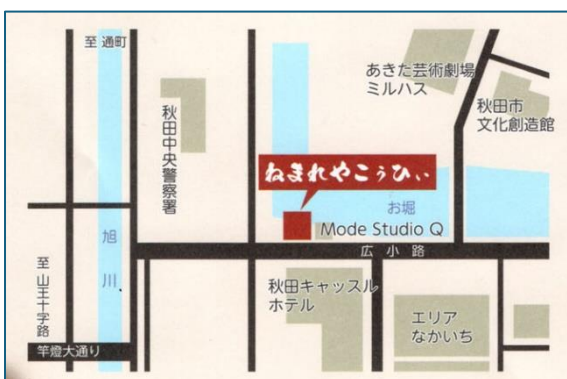 至 通町
あきた芸術劇場
ミルハス
秋田市
文化創造館
秋田中央警察署
ねまれやこぅひぃ
お堀
Mode Studio Q
広小路
旭川
至 山王十字路
秋田キャッスル
ホテル
エリア
なかいち
竿燈大通り